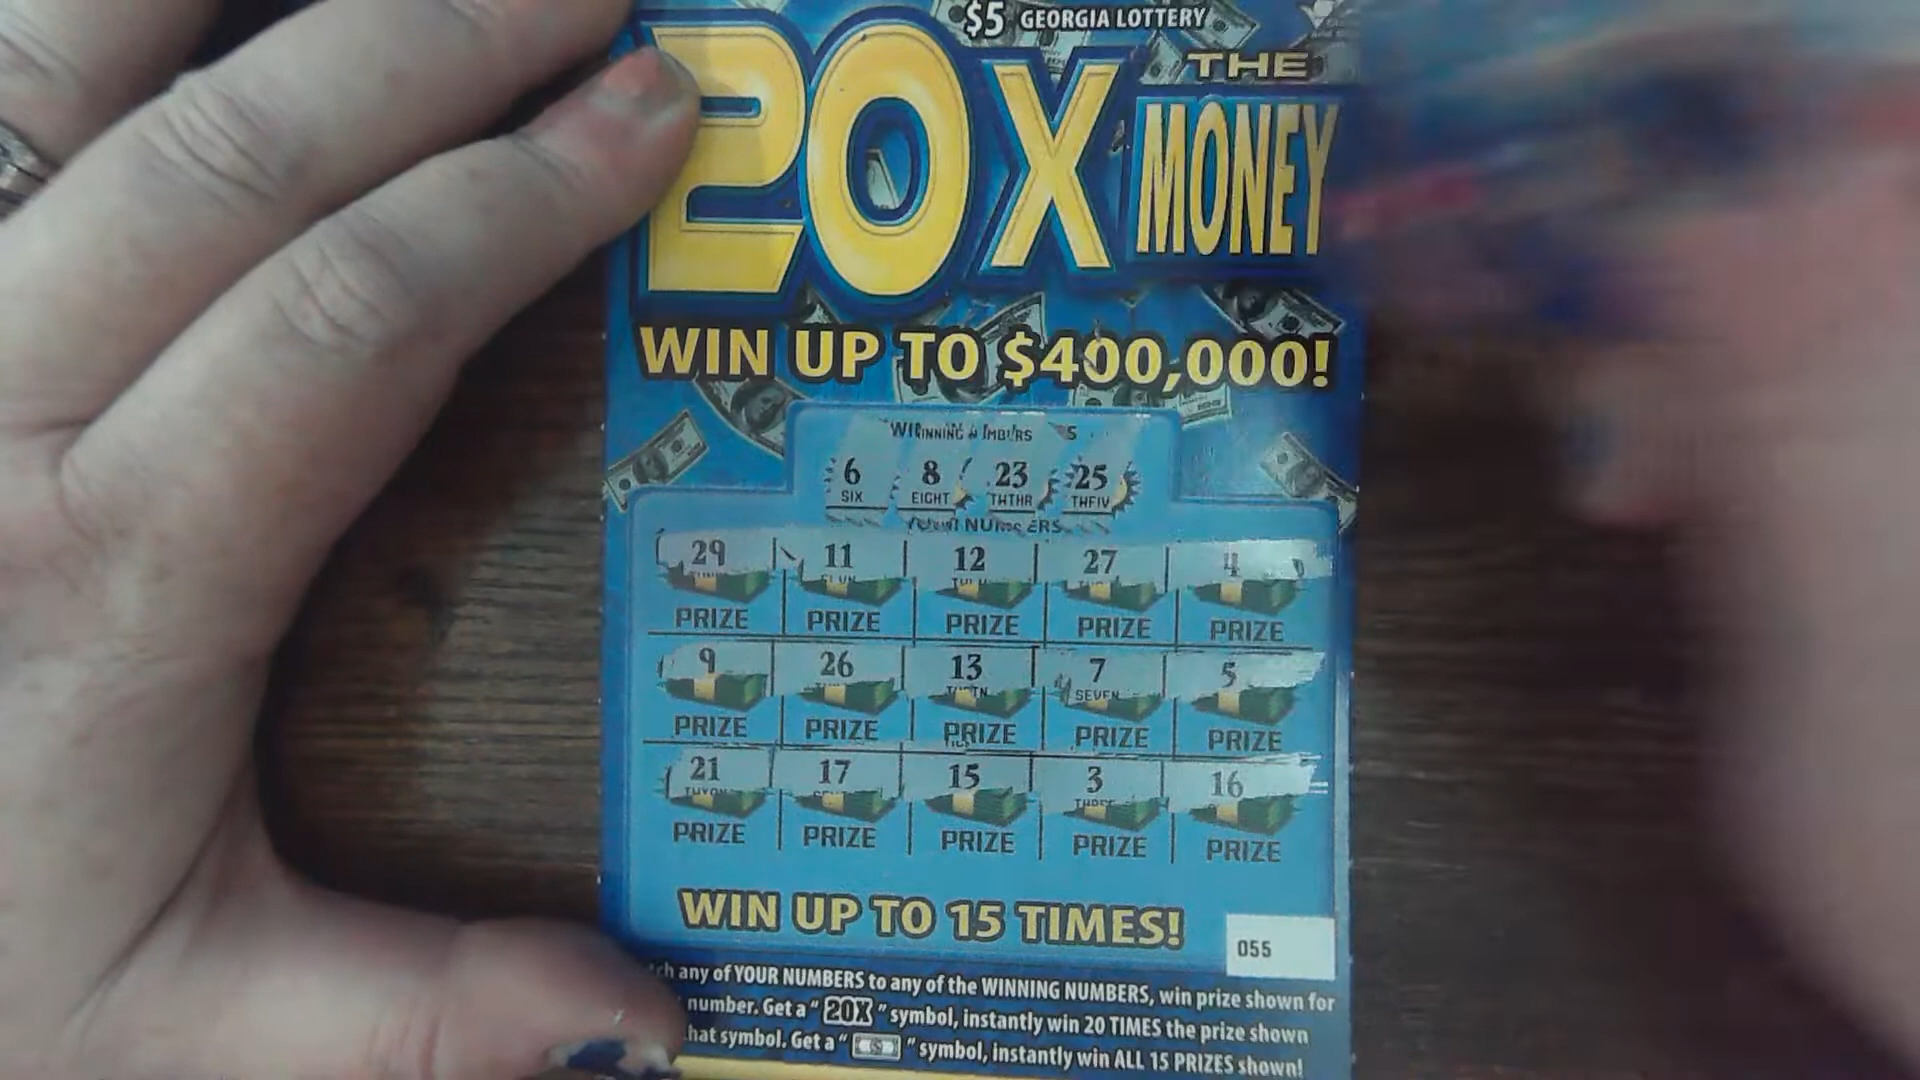 $5 GEORGIA LOTTERY
20X THE MONEY
WIN UP TO $400,000!
6 8 23 25
SIX EIGHT TWTHR TWFIV
29 11 12 27 4
PRIZE PRIZE PRIZE PRIZE PRIZE
9 26 13 7 5
SEVEN
PRIZE PRIZE PRIZE PRIZE PRIZE
21 17 15 3 16
PRIZE PRIZE PRIZE PRIZE PRIZE
WIN UP TO 15 TIMES!
055
any of YOUR NUMBERS to any of the WINNING NUMBERS, win prize shown for
number. Get a "20X" symbol, instantly win 20 TIMES the prize shown
symbol. Get a " $ " symbol, instantly win ALL 15 PRIZES shown!